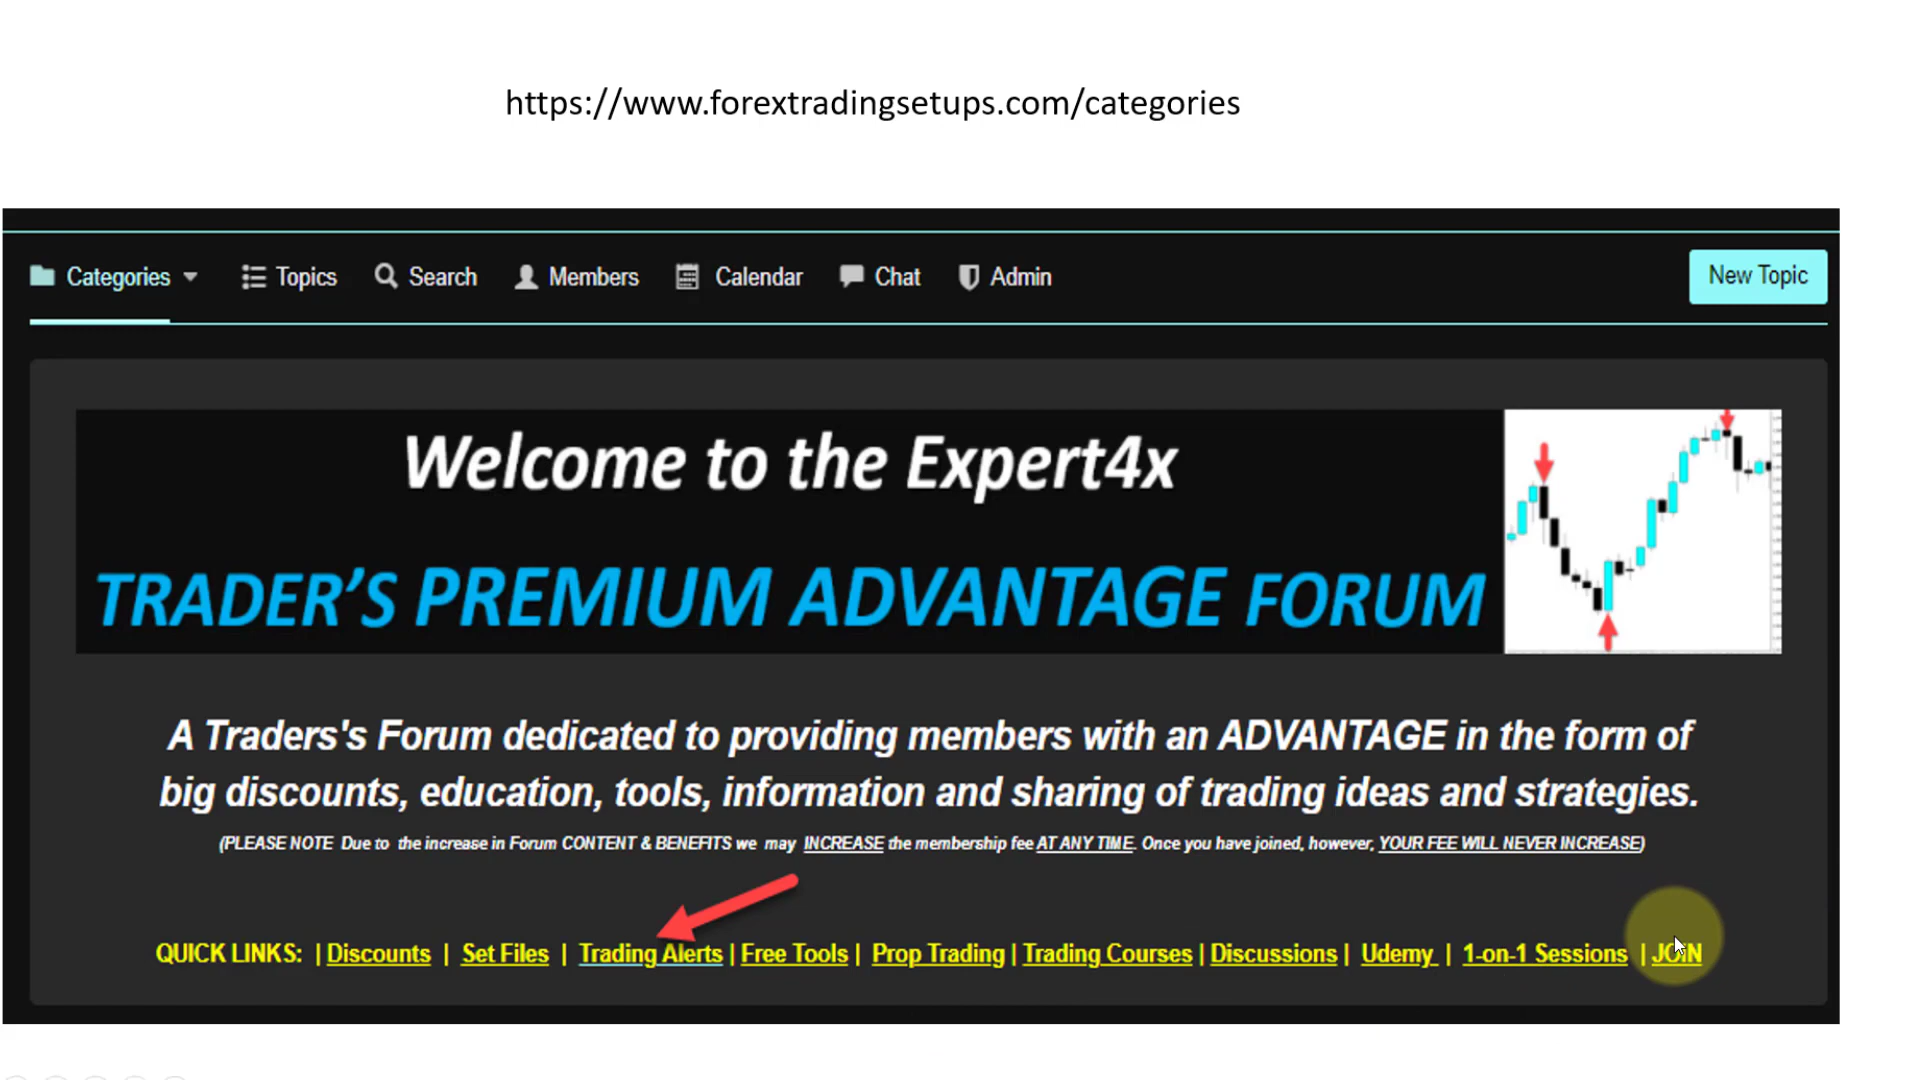 https://www.forextradingsetups.com/categories
Categories Topics Search Members Calendar Chat Admin New Topic
Welcome to the Expert4x
TRADER'S PREMIUM ADVANTAGE FORUM
A Traders's Forum dedicated to providing members with an ADVANTAGE in the form of
big discounts, education, tools, information and sharing of trading ideas and strategies.
(PLEASE NOTE Due to the increase in Forum CONTENT & BENEFITS we may INCREASE the membership fee AT ANY TIME. Once you have joined, however, YOUR FEE WILL NEVER INCREASE)
QUICK LINKS: | Discounts | Set Files | Trading Alerts | Free Tools | Prop Trading | Trading Courses | Discussions | Udemy | 1-on-1 Sessions | JOIN